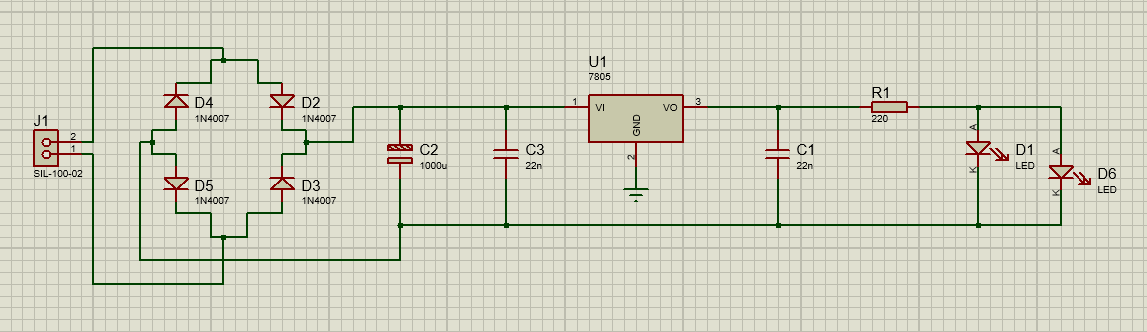 J1
2
1
SIL-100-02
D4
1N4007
D2
1N4007
D5
1N4007
D3
1N4007
C2
1000u
C3
22n
U1
7805
1
VI
VO
3
GND
2
C1
22n
R1
220
A
K
D1
LED
A
K
D6
LED